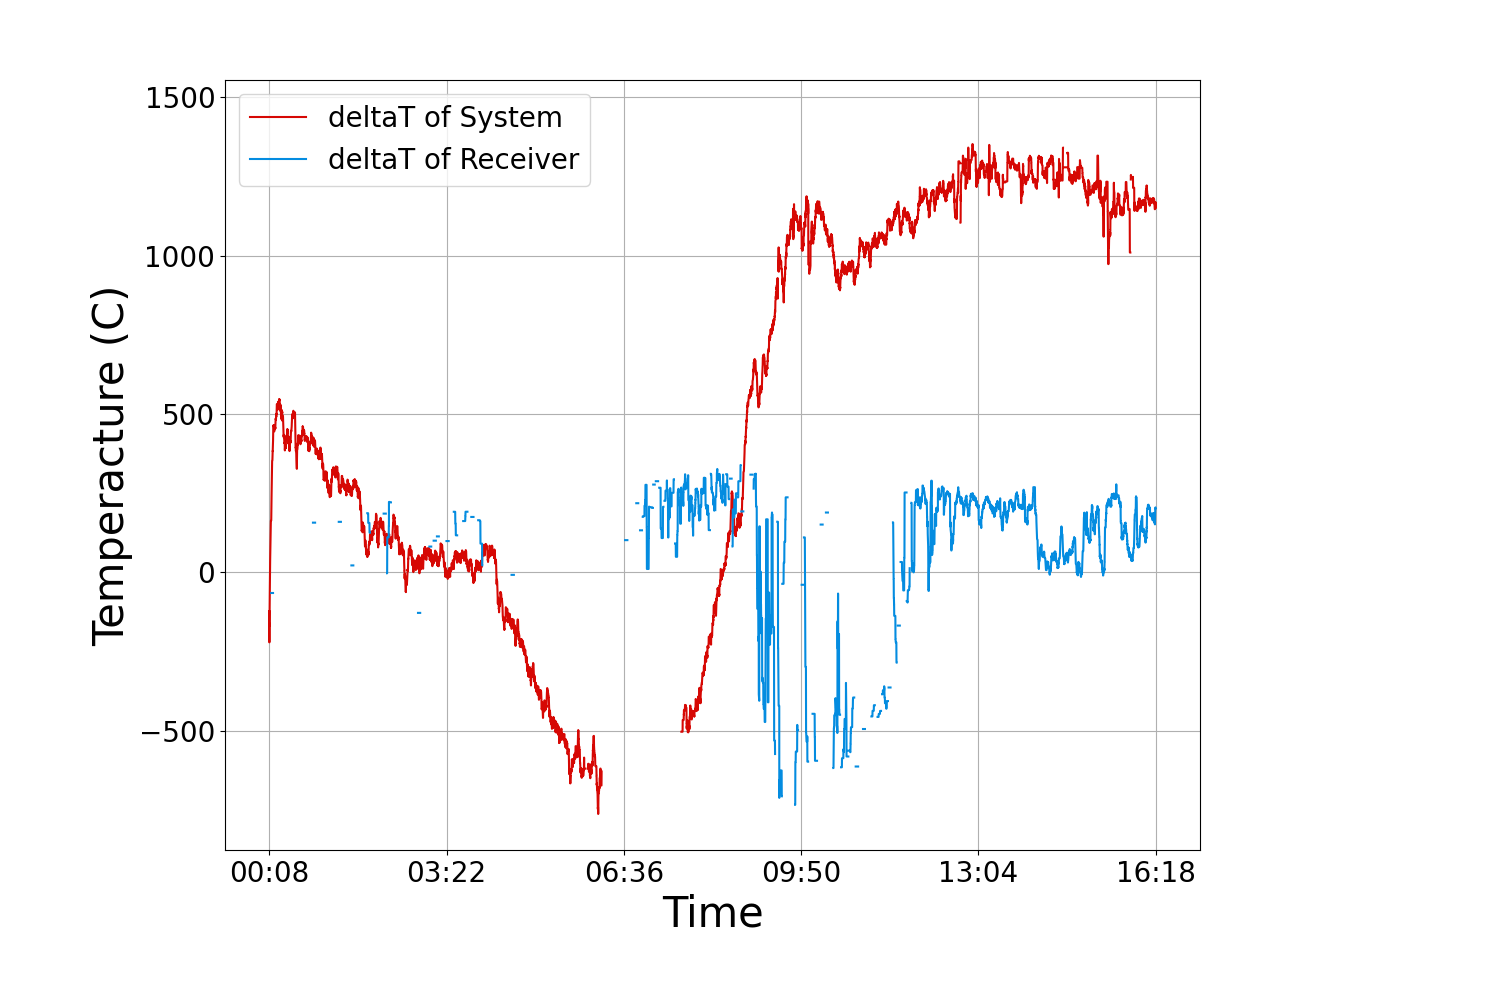 1500
1000
500
0
−500
Temperacture (C)
deltaT of System
deltaT of Receiver
00:08 03:22 06:36 09:50 13:04 16:18
Time